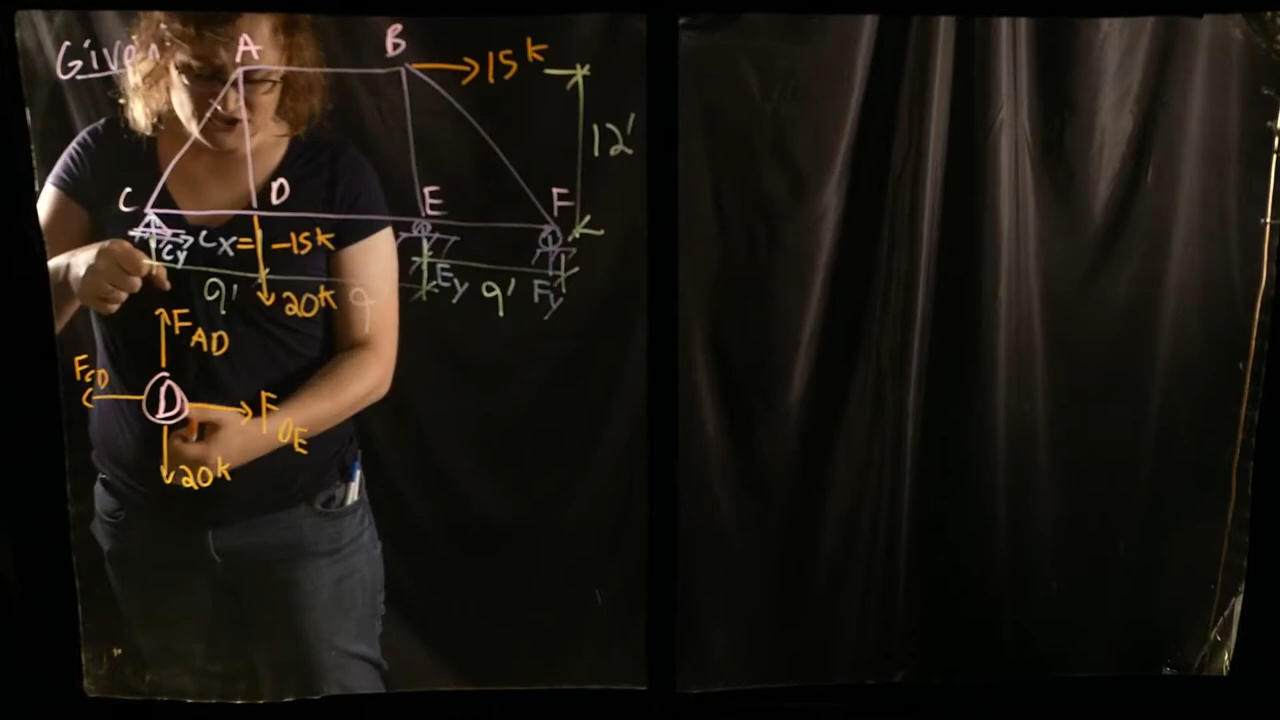 Given
A B
15k
12'
C D E F
Cx = -15k
Cy
Ey Fy
9' 9 9'
20k
FAD
FCD D FDE
20k